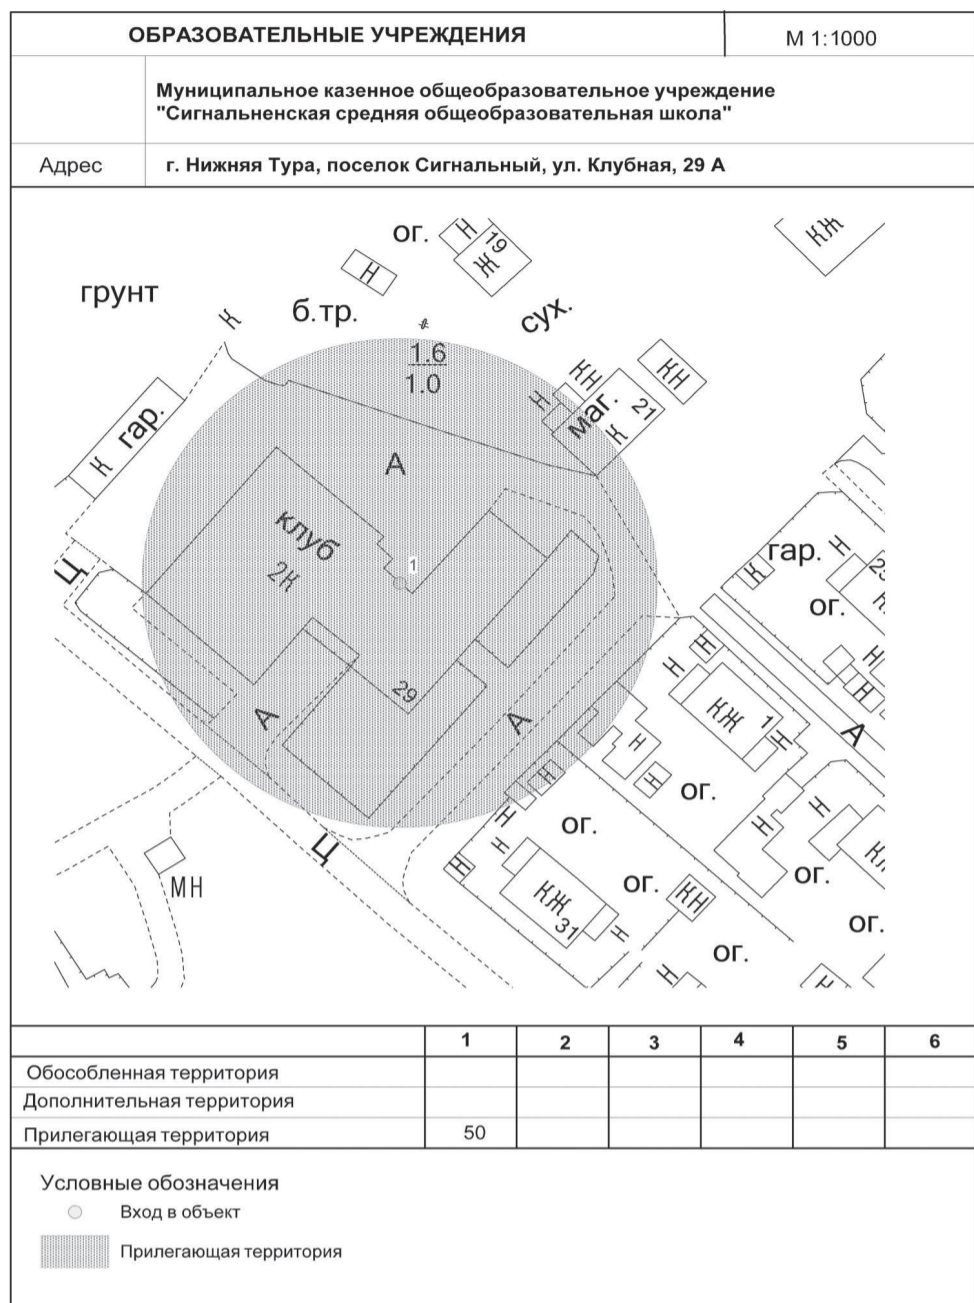 ОБРАЗОВАТЕЛЬНЫЕ УЧРЕЖДЕНИЯ М 1:1000
Муниципальное казенное общеобразовательное учреждение
"Сигнальненская средняя общеобразовательная школа"
Адрес г. Нижняя Тура, поселок Сигнальный, ул. Клубная, 29 А
ог.
Н
19
Ж
КЖ
Н
грунт
б.тр.
сух.
К
1.6
1.0
КН
КН
Н
маг.
21
К
гар.
К
А
клуб
2К
1
Ц
гар.
Н
К
ог.
Н
Н
29
А
А
Н
Н
КЖ
1
Н
А
Н
Н
Н
ог.
Н
Н
ог.
Н
Н
Ц
Н
МН
КЖ
31
Н
ог.
КН
ог.
ог.
ог.
Н
1 2 3 4 5 6
Обособленная территория
Дополнительная территория
Прилегающая территория 50
Условные обозначения
Вход в объект
Прилегающая территория